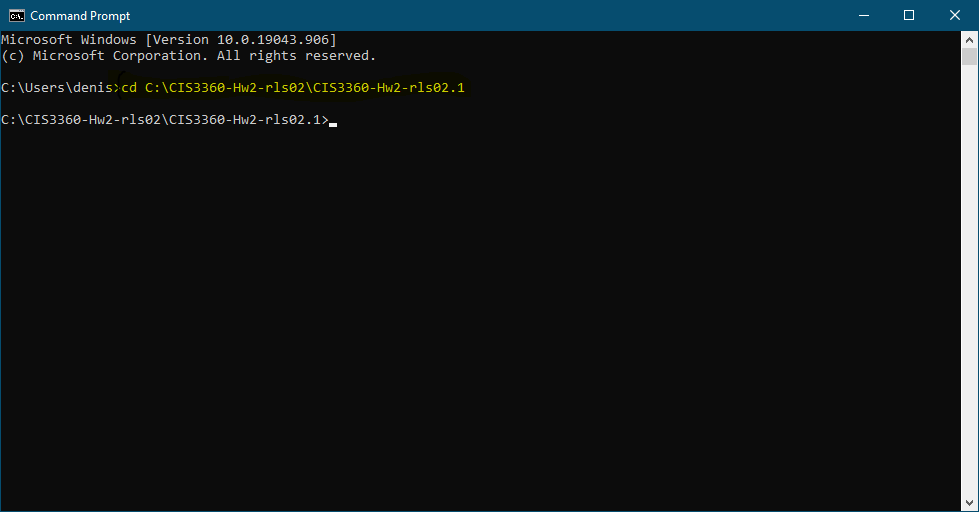 Command Prompt
Microsoft Windows [Version 10.0.19043.906]
(c) Microsoft Corporation. All rights reserved.
C:\Users\denis>cd C:\CIS3360-Hw2-rls02\CIS3360-Hw2-rls02.1
C:\CIS3360-Hw2-rls02\CIS3360-Hw2-rls02.1>